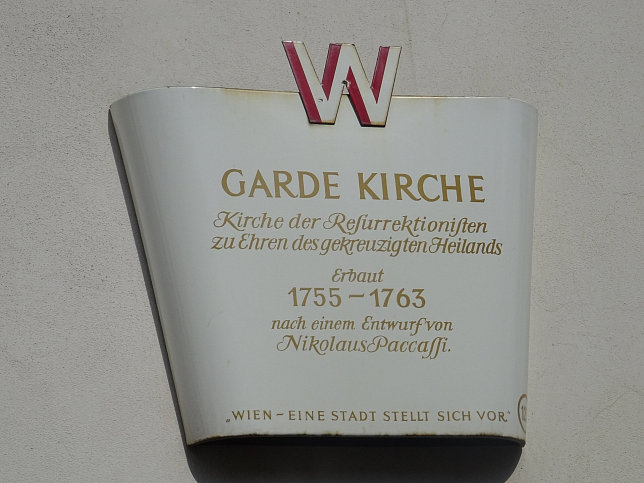 W
GARDE KIRCHE
Kirche der Reſurrektioniſten
zu Ehren des gekreuzigten Heilands
Erbaut
1755 – 1763
nach einem Entwurf von
Nikolaus Paccaſſi.
„WIEN – EINE STADT STELLT SICH VOR"